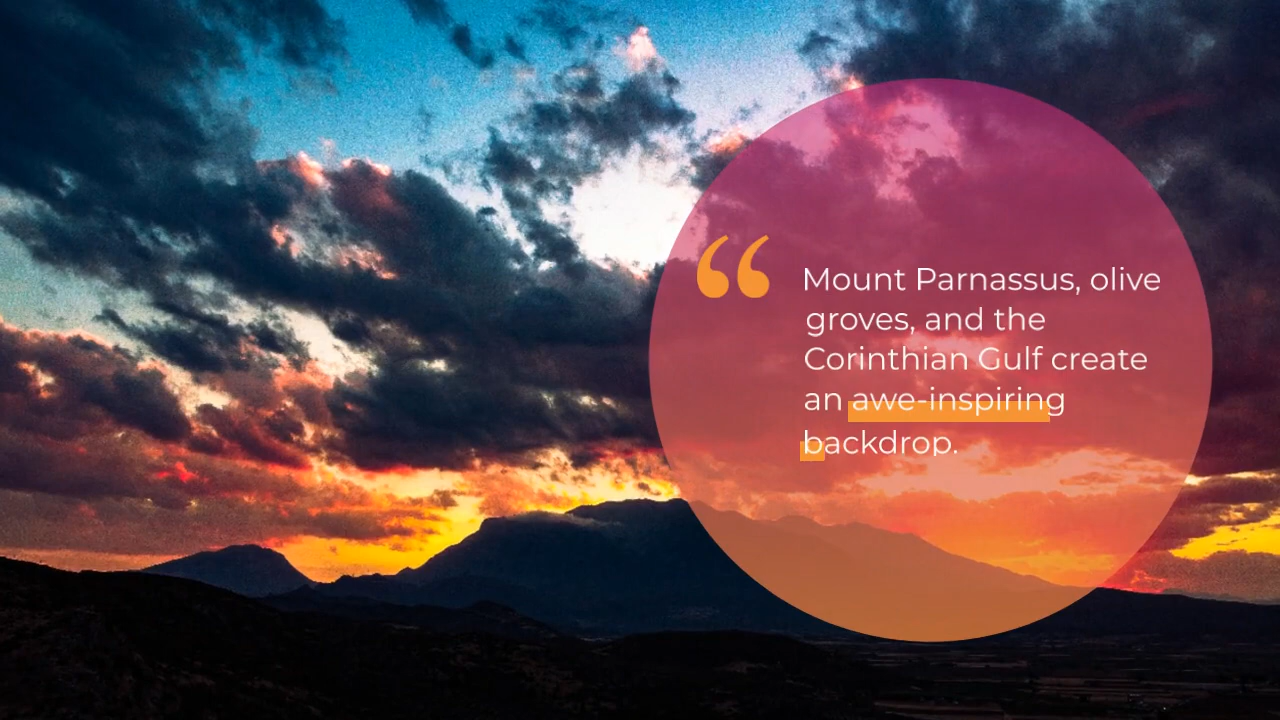 “
Mount Parnassus, olive
groves, and the
Corinthian Gulf create
an awe-inspiring
backdrop.